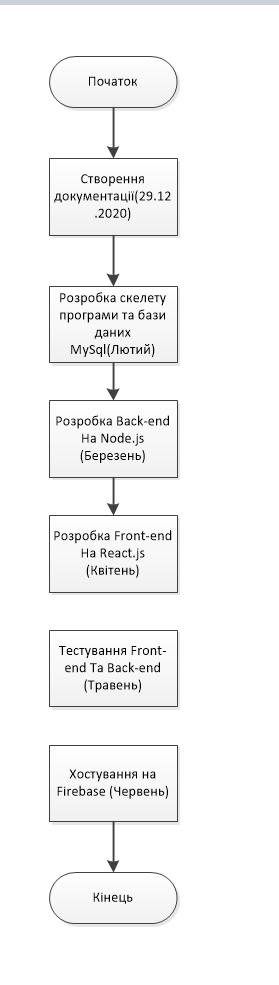 Початок
Створення
документації(29.12
.2020)
Розробка скелету
програми та бази
даних
MySql(Лютий)
Розробка Back-end
На Node.js
(Березень)
Розробка Front-end
На React.js
(Квітень)
Тестування Front-
end Та Back-end
(Травень)
Хостування на
Firebase (Червень)
Кінець